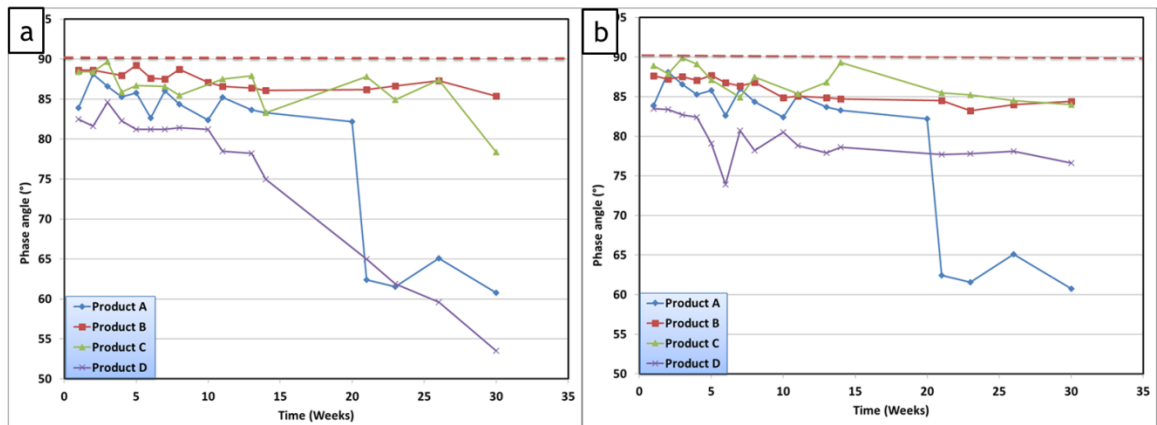 a
95
90
85
80
75
70
65
60
55
50
Phase angle (°)
Product A
Product B
Product C
Product D
0 5 10 15 20 25 30 35
Time (Weeks)
b
95
90
85
80
75
70
65
60
55
50
Phase angle (°)
Product A
Product B
Product C
Product D
0 5 10 15 20 25 30 35
Time (Weeks)